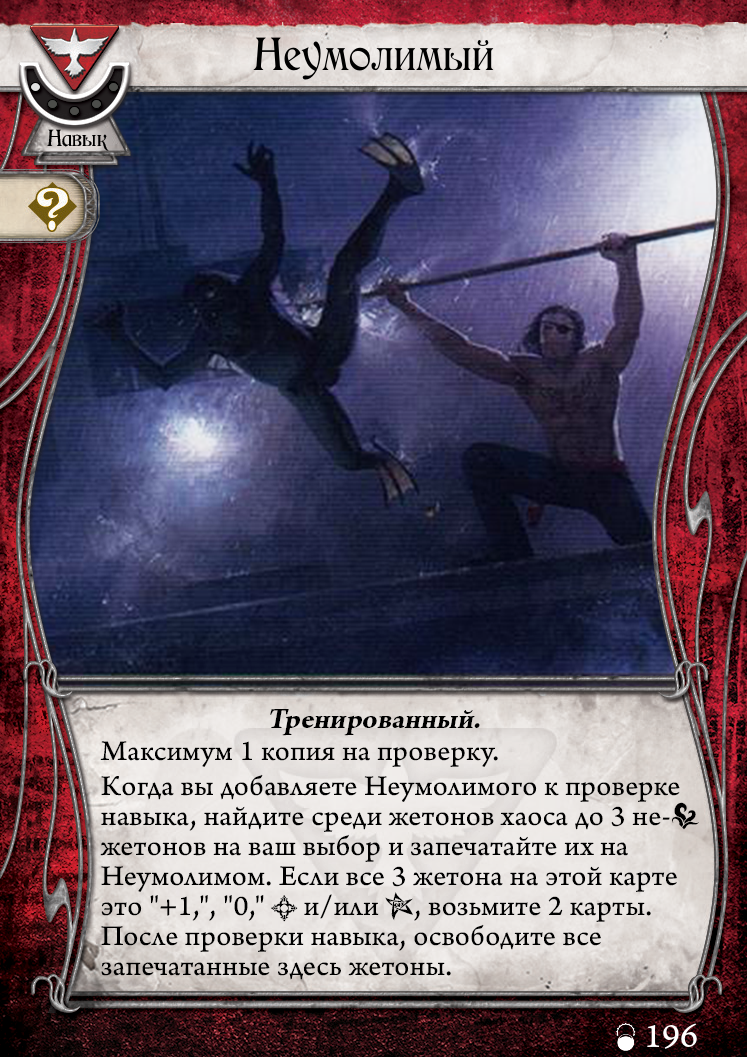 Неумолимый
Навык
?
Тренированный.
Максимум 1 копия на проверку.
Когда вы добавляете Неумолимого к проверке
навыка, найдите среди жетонов хаоса до 3 не-
жетонов на ваш выбор и запечатайте их на
Неумолимом. Если все 3 жетона на этой карте
это "+1,", "0," и/или , возьмите 2 карты.
После проверки навыка, освободите все
запечатанные здесь жетоны.
196